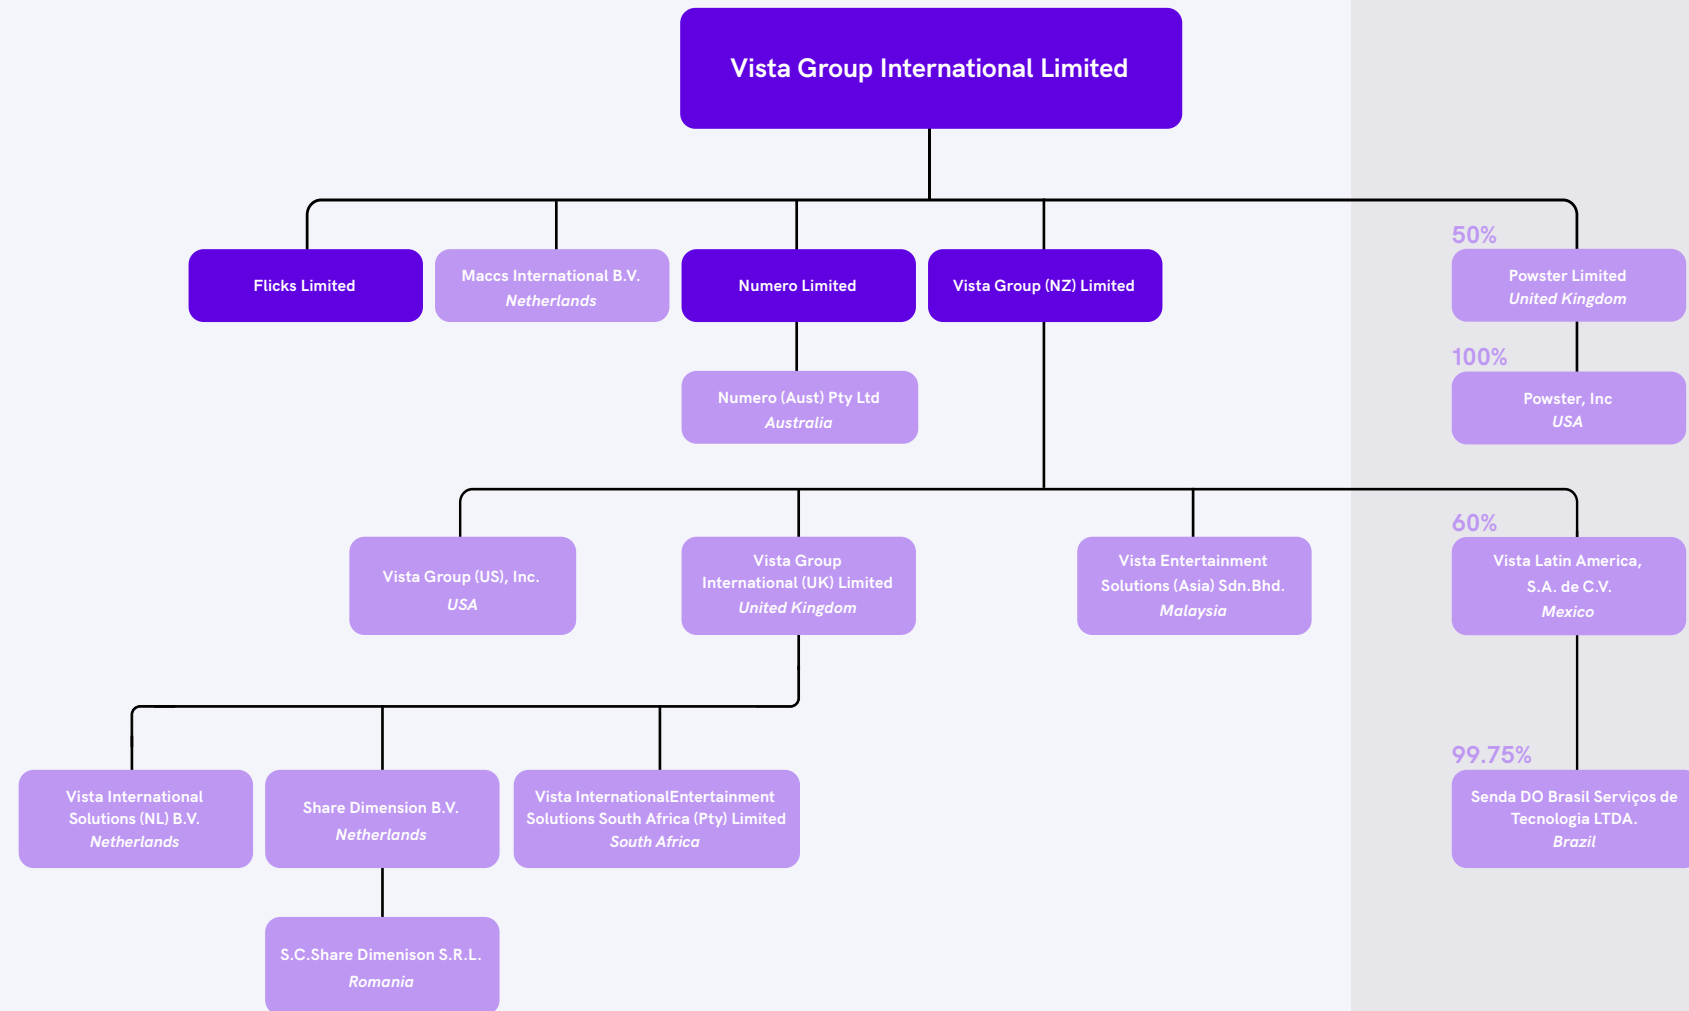 Vista Group International Limited
Flicks Limited
Maccs International B.V.
Netherlands
Numero Limited
Vista Group (NZ) Limited
50%
Powster Limited
United Kingdom
Numero (Aust) Pty Ltd
Australia
100%
Powster, Inc
USA
Vista Group (US), Inc.
USA
Vista Group
International (UK) Limited
United Kingdom
Vista Entertainment
Solutions (Asia) Sdn.Bhd.
Malaysia
60%
Vista Latin America,
S.A. de C.V.
Mexico
Vista International
Solutions (NL) B.V.
Netherlands
Share Dimension B.V.
Netherlands
Vista InternationalEntertainment
Solutions South Africa (Pty) Limited
South Africa
99.75%
Senda DO Brasil Serviços de
Tecnologia LTDA.
Brazil
S.C.Share Dimenison S.R.L.
Romania